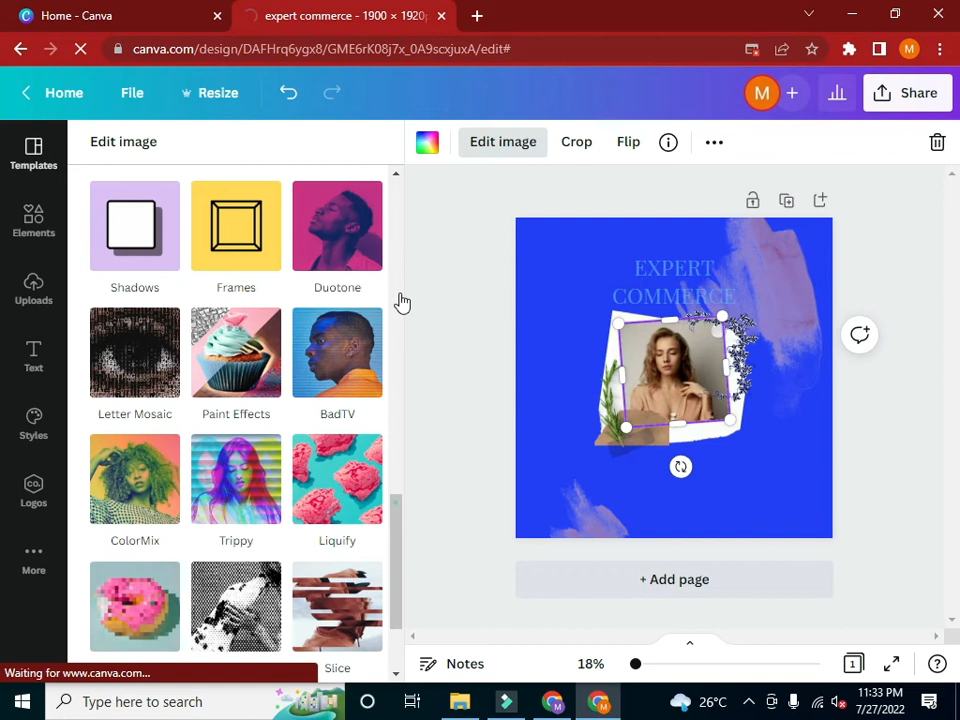 Home - Canva
expert commerce - 1900 × 1920p
canva.com/design/DAFHrq6ygx8/GME6rK08j7x_0A9scxjuxA/edit#
M
Home
File
Resize
M
Share
Templates
Elements
Uploads
Text
Styles
Logos
More
Edit image
Shadows
Frames
Duotone
Letter Mosaic
Paint Effects
BadTV
ColorMix
Trippy
Liquify
Slice
Edit image
Crop
Flip
EXPERT
COMMERCE
+ Add page
Notes
18%
1
Waiting for www.canva.com...
Type here to search
26°C
11:33 PM
7/27/2022